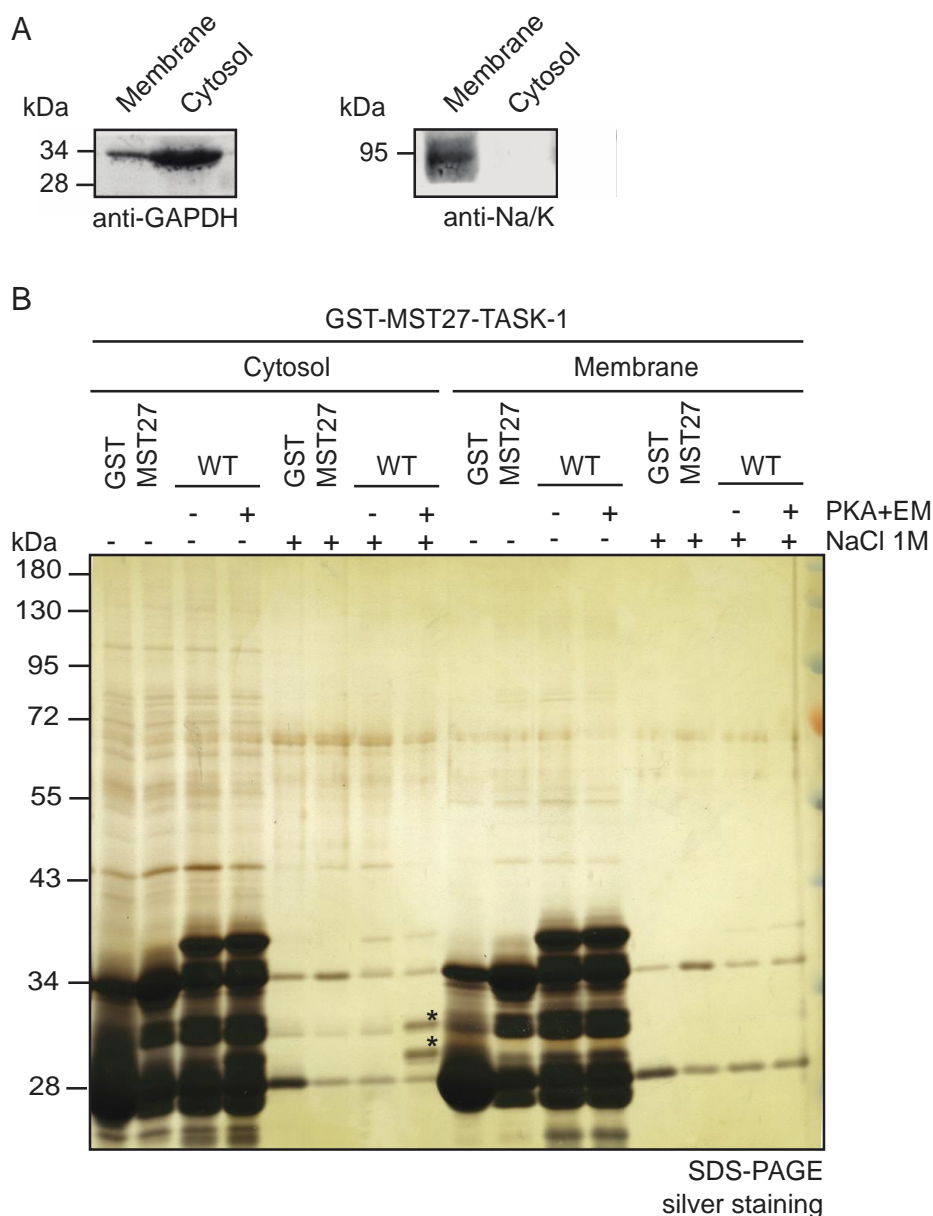 A
Membrane Cytosol Membrane Cytosol
kDa kDa
34 95
28
anti-GAPDH anti-Na/K
B
GST-MST27-TASK-1
Cytosol Membrane
GST MST27 WT GST MST27 WT GST MST27 WT GST MST27 WT
- + - + - + - + PKA+EM
kDa - - - - + + + + - - - - + + + + NaCl 1M
180
130
95
72
55
43
34
*
*
28
SDS-PAGE
silver staining